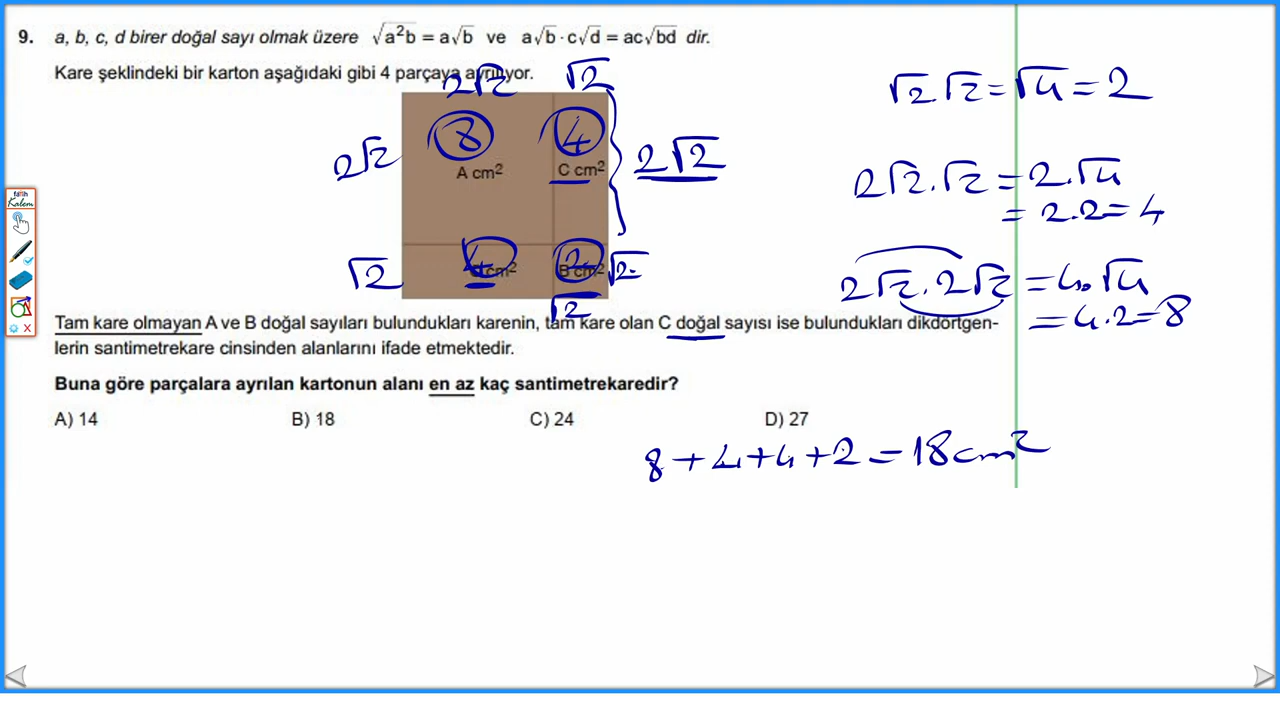 9. a, b, c, d birer doğal sayı olmak üzere √a²b = a√b ve a√b · c√d = ac√bd dir.
Kare şeklindeki bir karton aşağıdaki gibi 4 parçaya ayrılıyor.
2√2 √2
√2.√2=√4=2
2√2 8 4 2√2
A cm² C cm²
2√2.√2=2.√4
=2.2=4
√2 4 cm² 2 B cm² √2
√2
2√2.2√2=4.√4
=4.2=8
Tam kare olmayan A ve B doğal sayıları bulundukları karenin, tam kare olan C doğal sayısı ise bulundukları dikdörtgen-
lerin santimetrekare cinsinden alanlarını ifade etmektedir.
Buna göre parçalara ayrılan kartonun alanı en az kaç santimetrekaredir?
A) 14 B) 18 C) 24 D) 27
8+4+4+2=18cm²
fatih
Kalem